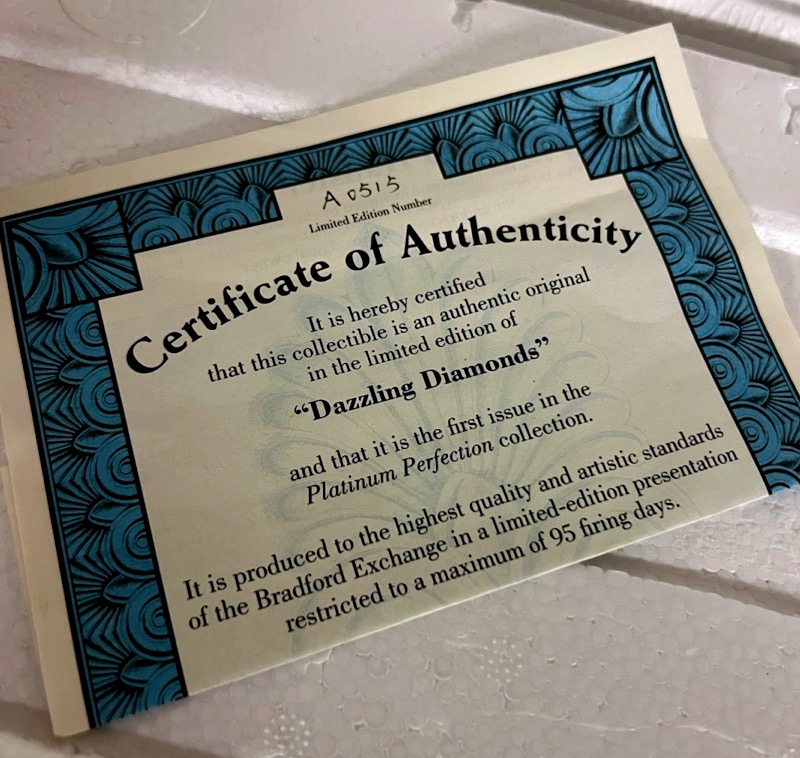 A0515
Limited Edition Number
Certificate of Authenticity
It is hereby certified
that this collectible is an authentic original
in the limited edition of
“Dazzling Diamonds”
and that it is the first issue in the
Platinum Perfection collection.
It is produced to the highest quality and artistic standards
of the Bradford Exchange in a limited-edition presentation
restricted to a maximum of 95 firing days.